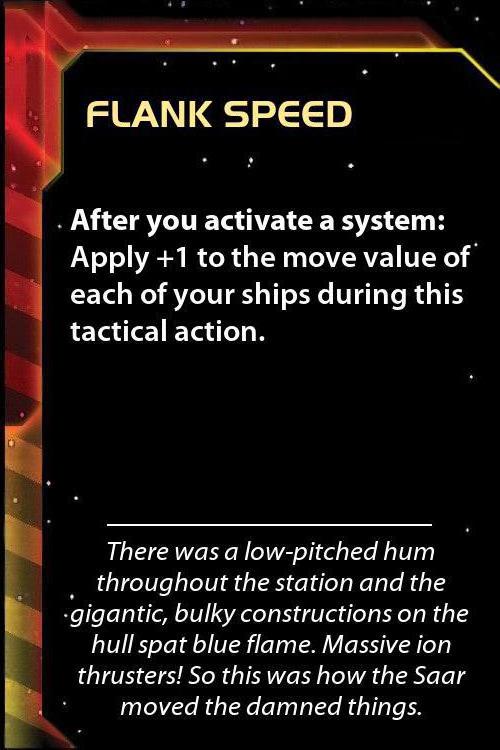 FLANK SPEED
After you activate a system:
Apply +1 to the move value of
each of your ships during this
tactical action.
There was a low-pitched hum
throughout the station and the
gigantic, bulky constructions on the
hull spat blue flame. Massive ion
thrusters! So this was how the Saar
moved the damned things.